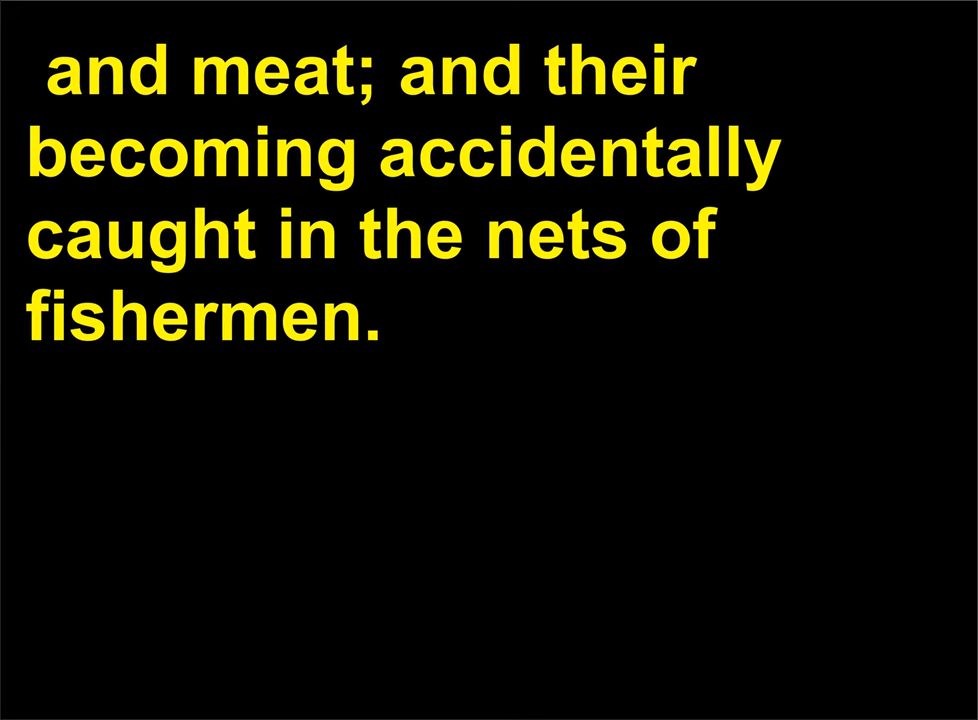 and meat; and their
becoming accidentally
caught in the nets of
fishermen.